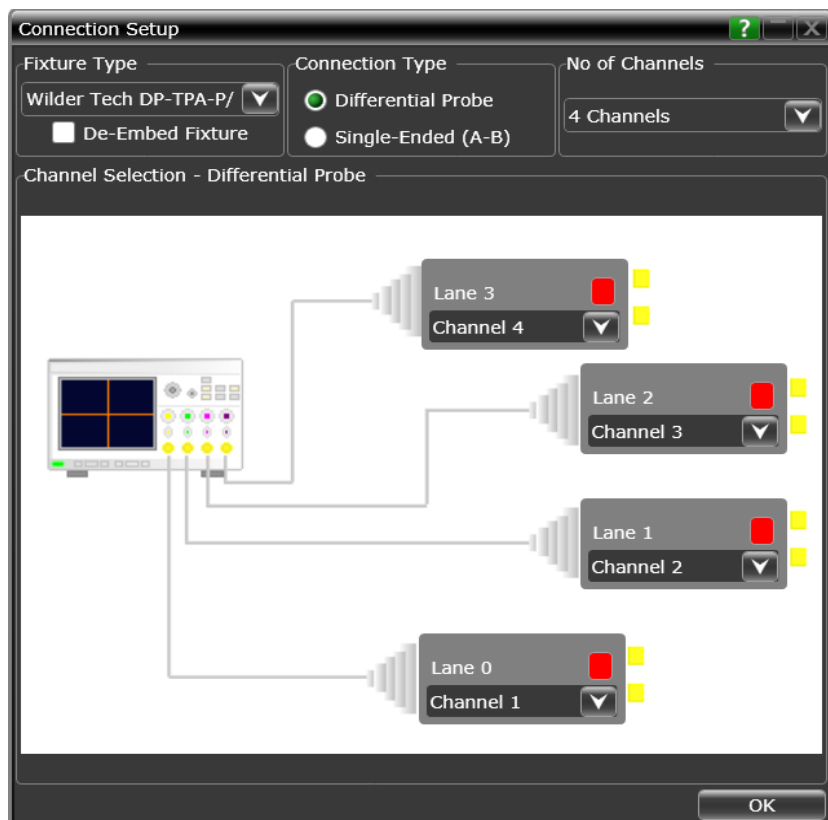 Connection Setup
?
Fixture Type
Connection Type
No of Channels
Wilder Tech DP-TPA-P/
De-Embed Fixture
Differential Probe
Single-Ended (A-B)
4 Channels
Channel Selection - Differential Probe
Lane 3
Channel 4
Lane 2
Channel 3
Lane 1
Channel 2
Lane 0
Channel 1
OK